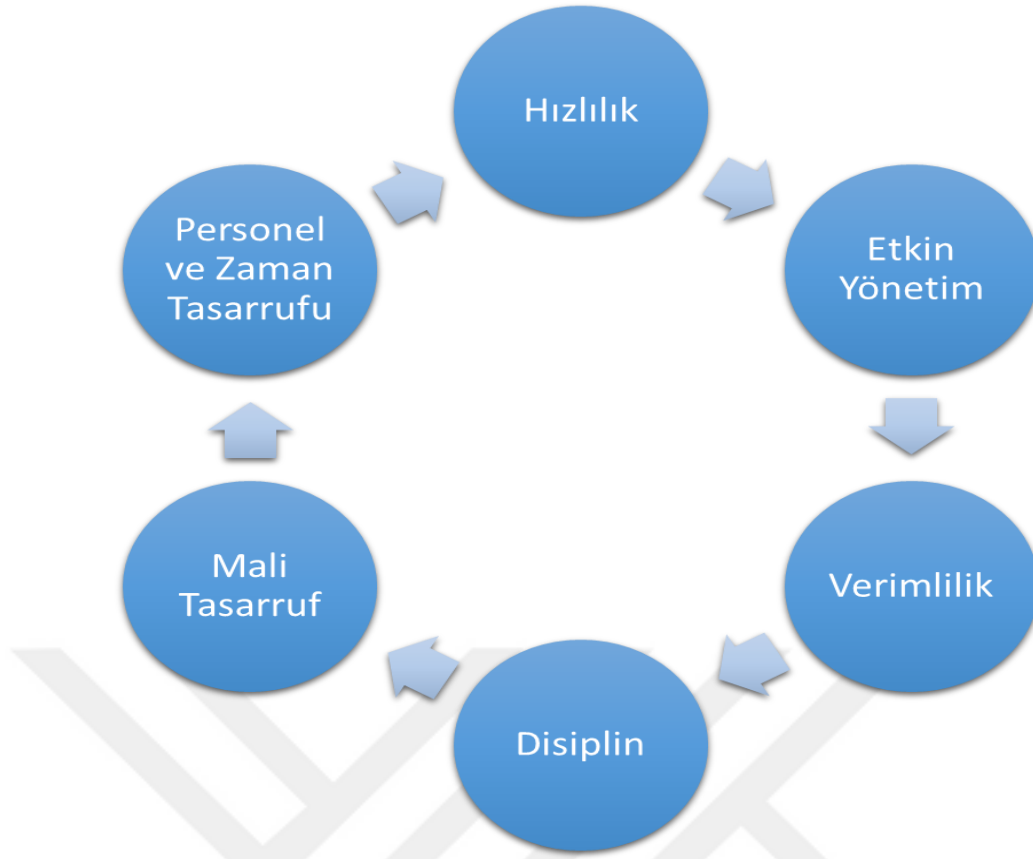 Hızlılık
Etkin
Yönetim
Verimlilik
Disiplin
Mali
Tasarruf
Personel
ve Zaman
Tasarrufu